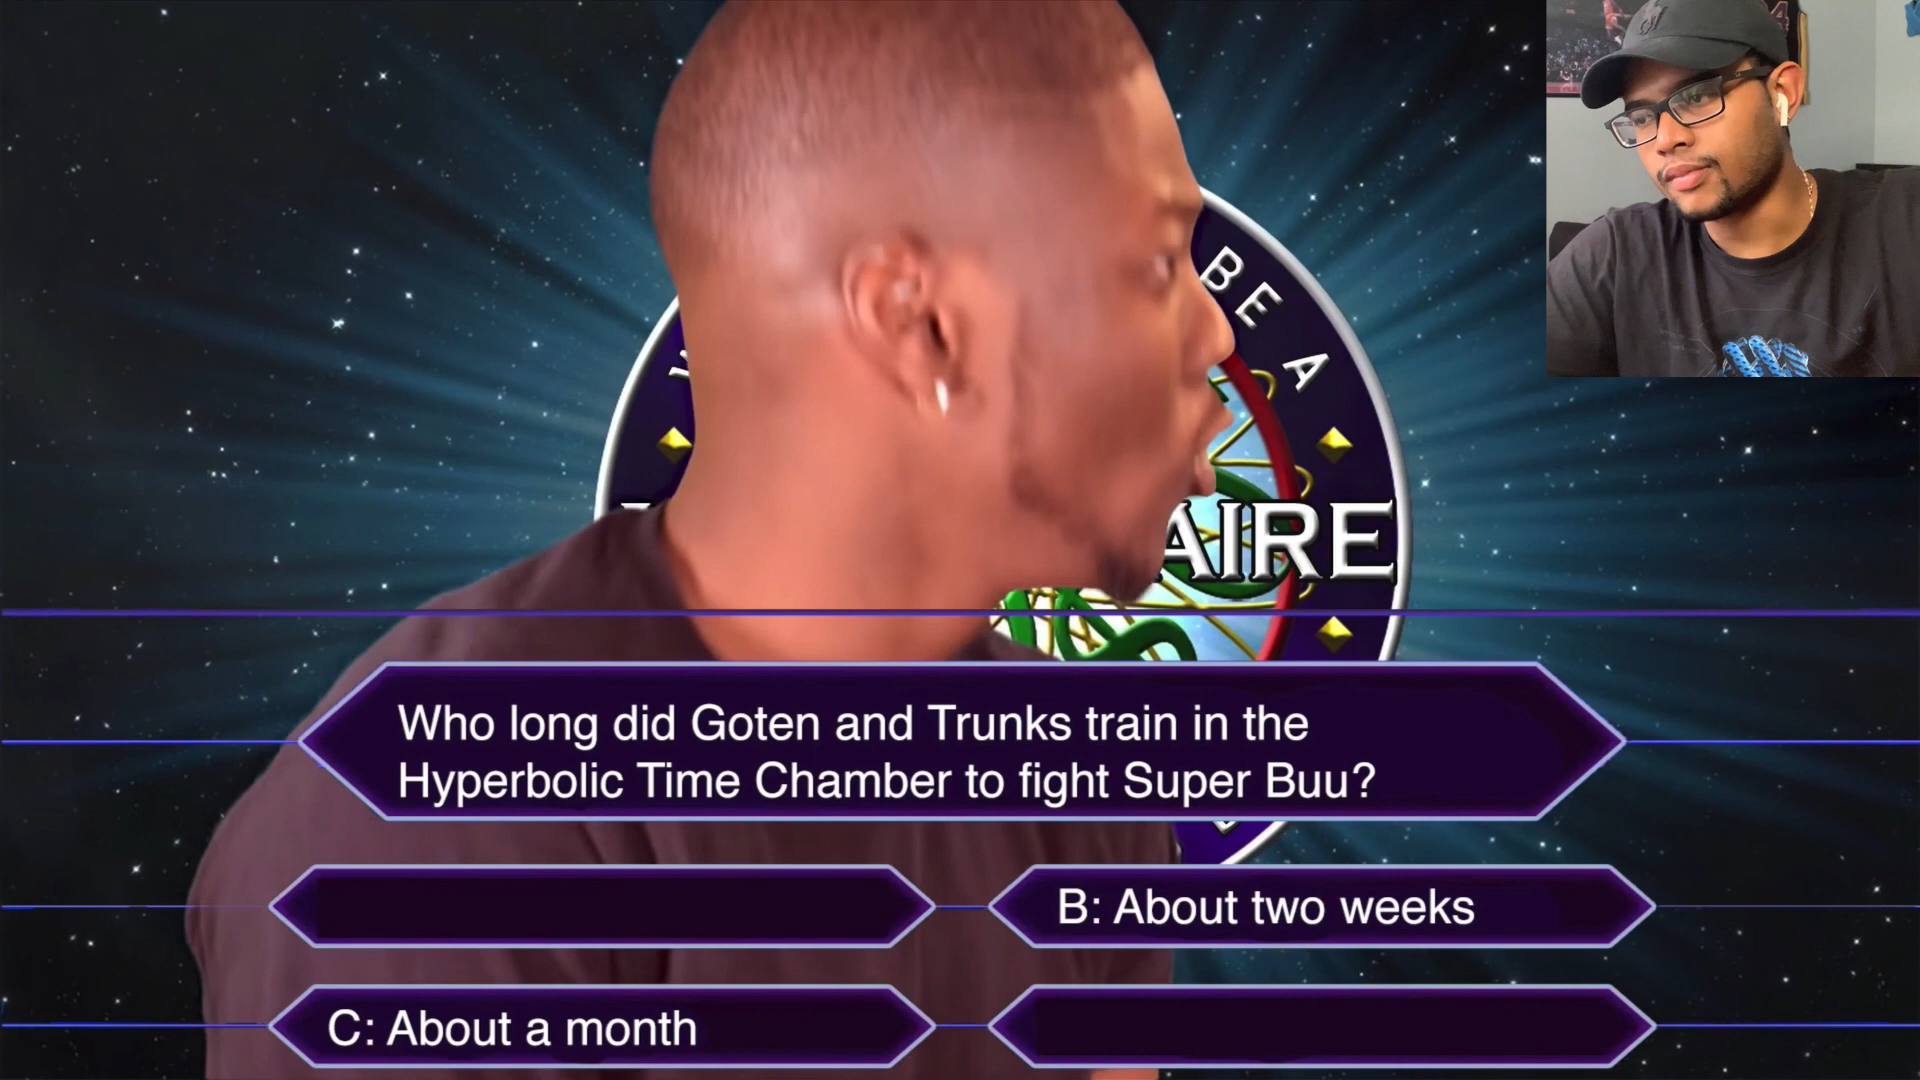 BE A
AIRE
Who long did Goten and Trunks train in the
Hyperbolic Time Chamber to fight Super Buu?
B: About two weeks
C: About a month